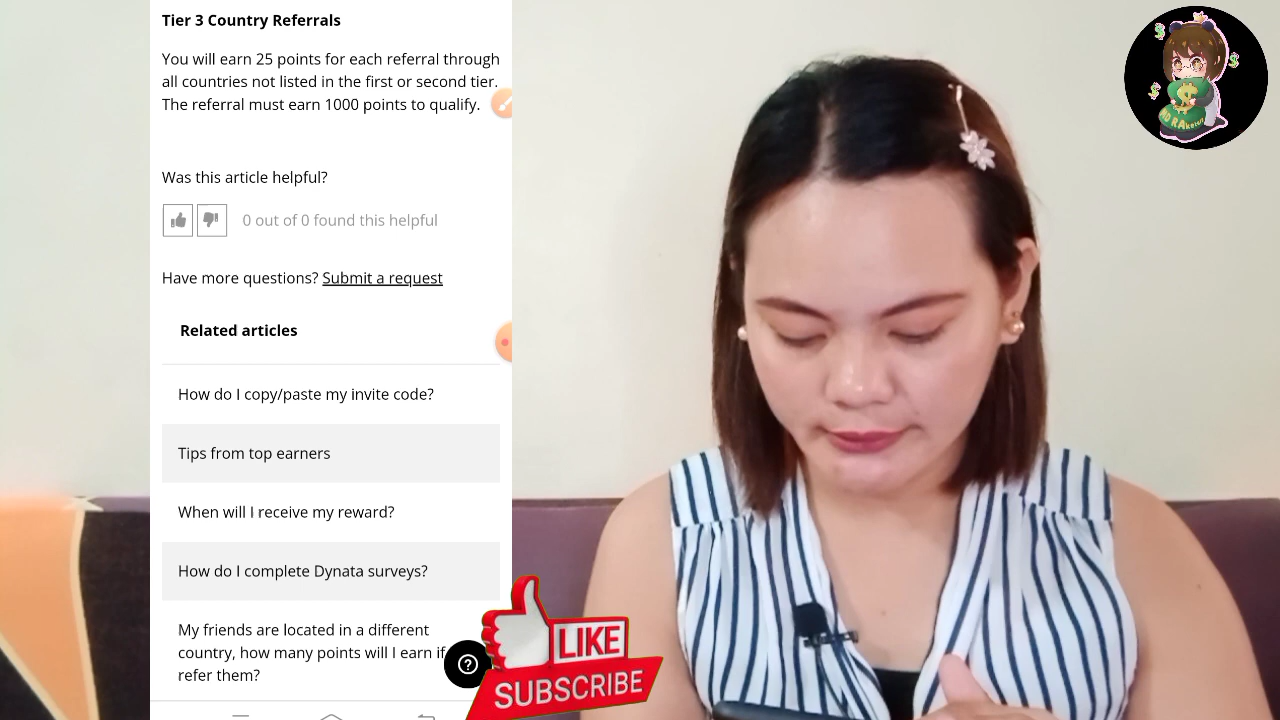 Tier 3 Country Referrals
You will earn 25 points for each referral through
all countries not listed in the first or second tier.
The referral must earn 1000 points to qualify.
Was this article helpful?
0 out of 0 found this helpful
Have more questions? Submit a request
Related articles
How do I copy/paste my invite code?
Tips from top earners
When will I receive my reward?
How do I complete Dynata surveys?
My friends are located in a different
country, how many points will I earn if
refer them?
LIKE
SUBSCRIBE